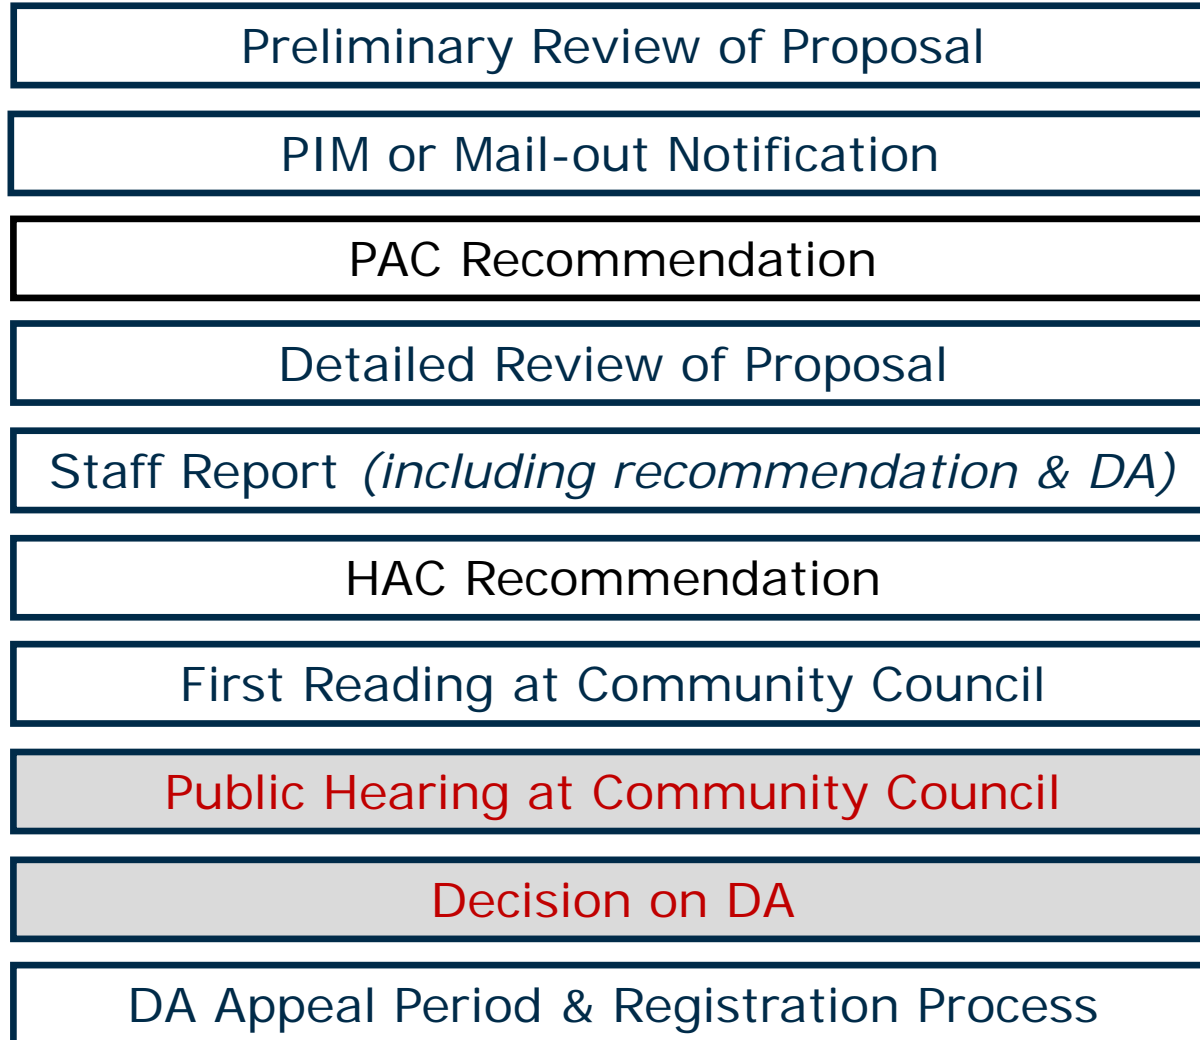 Preliminary Review of Proposal
PIM or Mail-out Notification
PAC Recommendation
Detailed Review of Proposal
Staff Report (including recommendation & DA)
HAC Recommendation
First Reading at Community Council
Public Hearing at Community Council
Decision on DA
DA Appeal Period & Registration Process